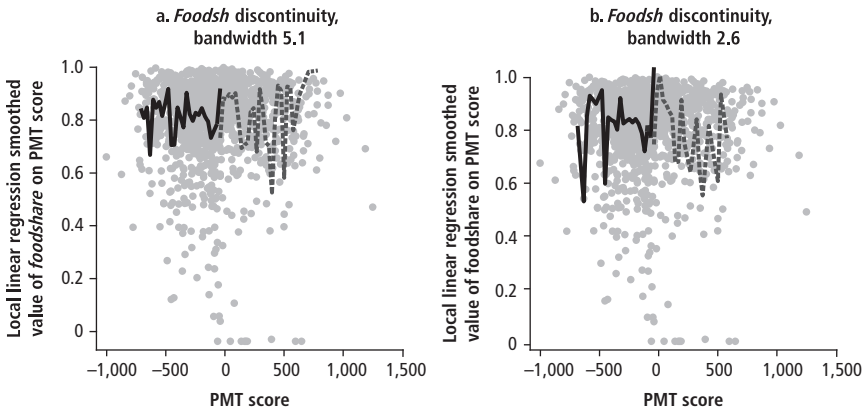 a. Foodsh discontinuity,
bandwidth 5.1
Local linear regression smoothed
value of foodshare on PMT score
1.0
0.8
0.6
0.4
0.2
0
−1,000 −500 0 500 1,000 1,500
PMT score
b. Foodsh discontinuity,
bandwidth 2.6
Local linear regression smoothed
value of foodshare on PMT score
1.0
0.8
0.6
0.4
0.2
0
−1,000 −500 0 500 1,000 1,500
PMT score